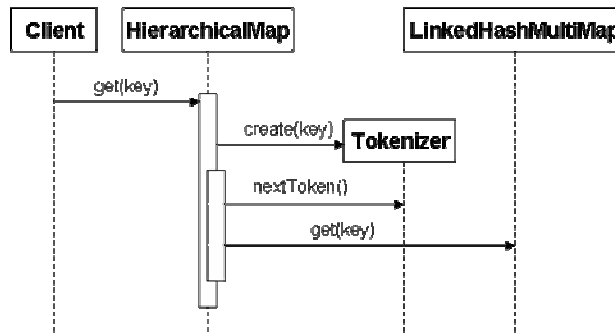 Client
HierarchicalMap
LinkedHashMultiMap
get(key)
create(key)
Tokenizer
nextToken()
get(key)